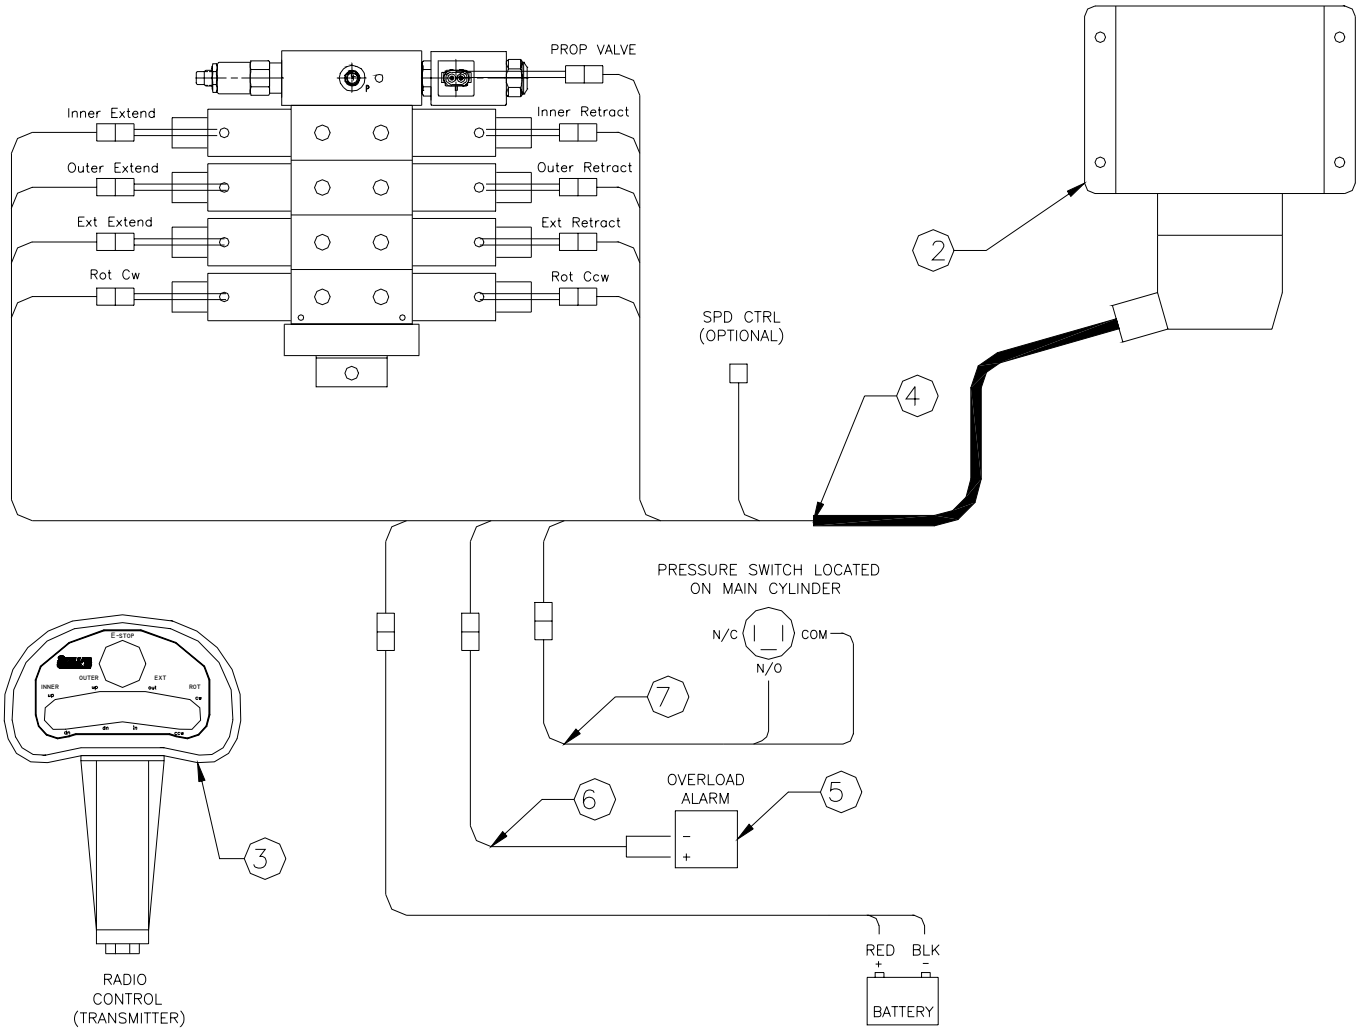 PROP VALVE
P
Inner Extend
Inner Retract
Outer Extend
Outer Retract
Ext Extend
Ext Retract
Rot Cw
Rot Ccw
2
SPD CTRL
(OPTIONAL)
4
PRESSURE SWITCH LOCATED
ON MAIN CYLINDER
N/C
COM
N/O
7
E-STOP
OUTER
EXT
INNER
up
out
ROT
up
cw
dn
dn
in
ccw
3
OVERLOAD
ALARM
-
+
5
6
RED
BLK
+
-
BATTERY
RADIO
CONTROL
(TRANSMITTER)